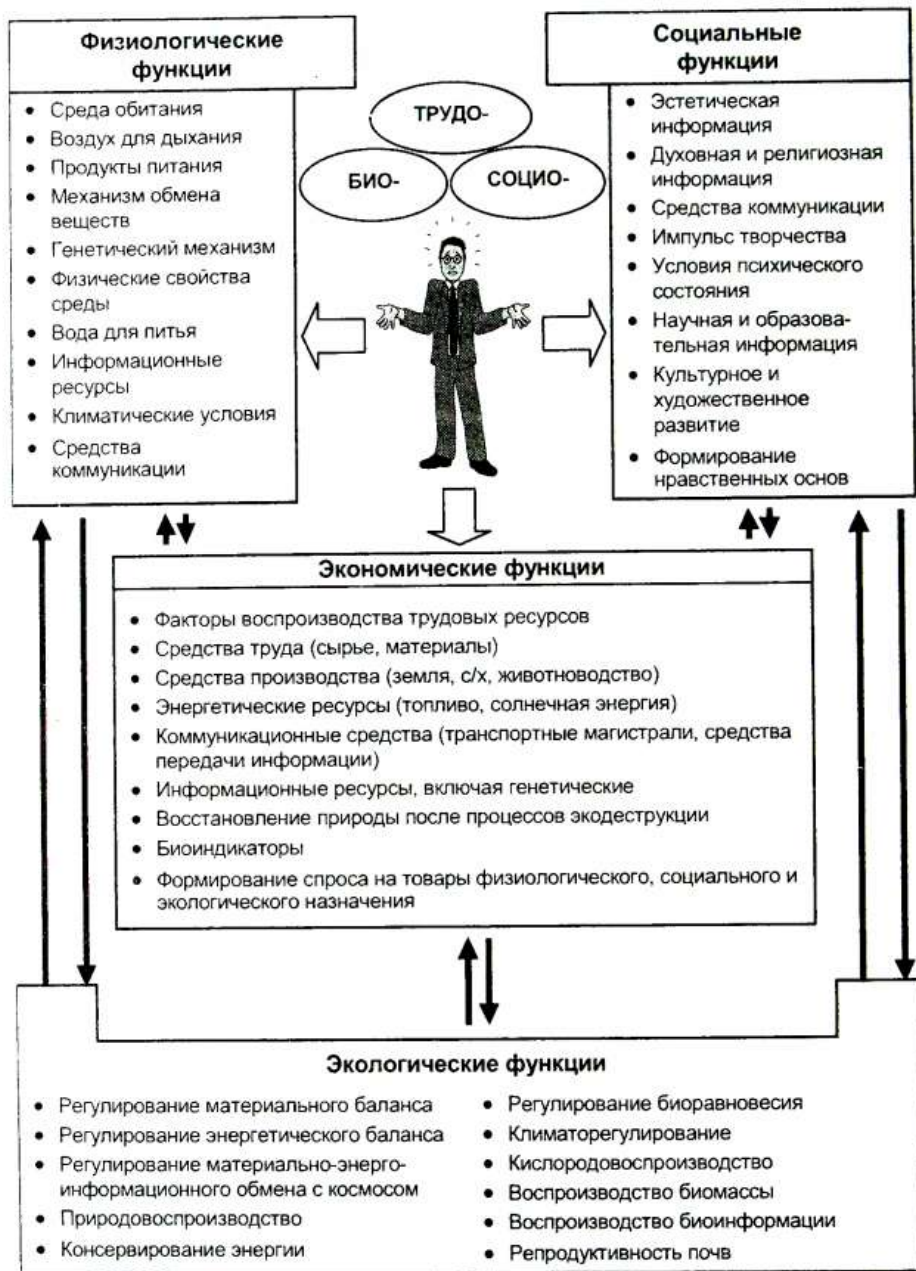 Физиологические
функции
• Среда обитания
• Воздух для дыхания
• Продукты питания
• Механизм обмена
веществ
• Генетический механизм
• Физические свойства
среды
• Вода для питья
• Информационные
ресурсы
• Климатические условия
• Средства
коммуникации
ТРУДО-
БИО-
СОЦИО-
Социальные
функции
• Эстетическая
информация
• Духовная и религиозная
информация
• Средства коммуникации
• Импульс творчества
• Условия психического
состояния
• Научная и образова-
тельная информация
• Культурное и
художественное
развитие
• Формирование
нравственных основ
Экономические функции
• Факторы воспроизводства трудовых ресурсов
• Средства труда (сырье, материалы)
• Средства производства (земля, с/х, животноводство)
• Энергетические ресурсы (топливо, солнечная энергия)
• Коммуникационные средства (транспортные магистрали, средства
передачи информации)
• Информационные ресурсы, включая генетические
• Восстановление природы после процессов экодеструкции
• Биоиндикаторы
• Формирование спроса на товары физиологического, социального и
экологического назначения
Экологические функции
• Регулирование материального баланса
• Регулирование энергетического баланса
• Регулирование материально-энерго-
информационного обмена с космосом
• Природовоспроизводство
• Консервирование энергии
• Регулирование биоравновесия
• Климаторегулирование
• Кислородовоспроизводство
• Воспроизводство биомассы
• Воспроизводство биоинформации
• Репродуктивность почв